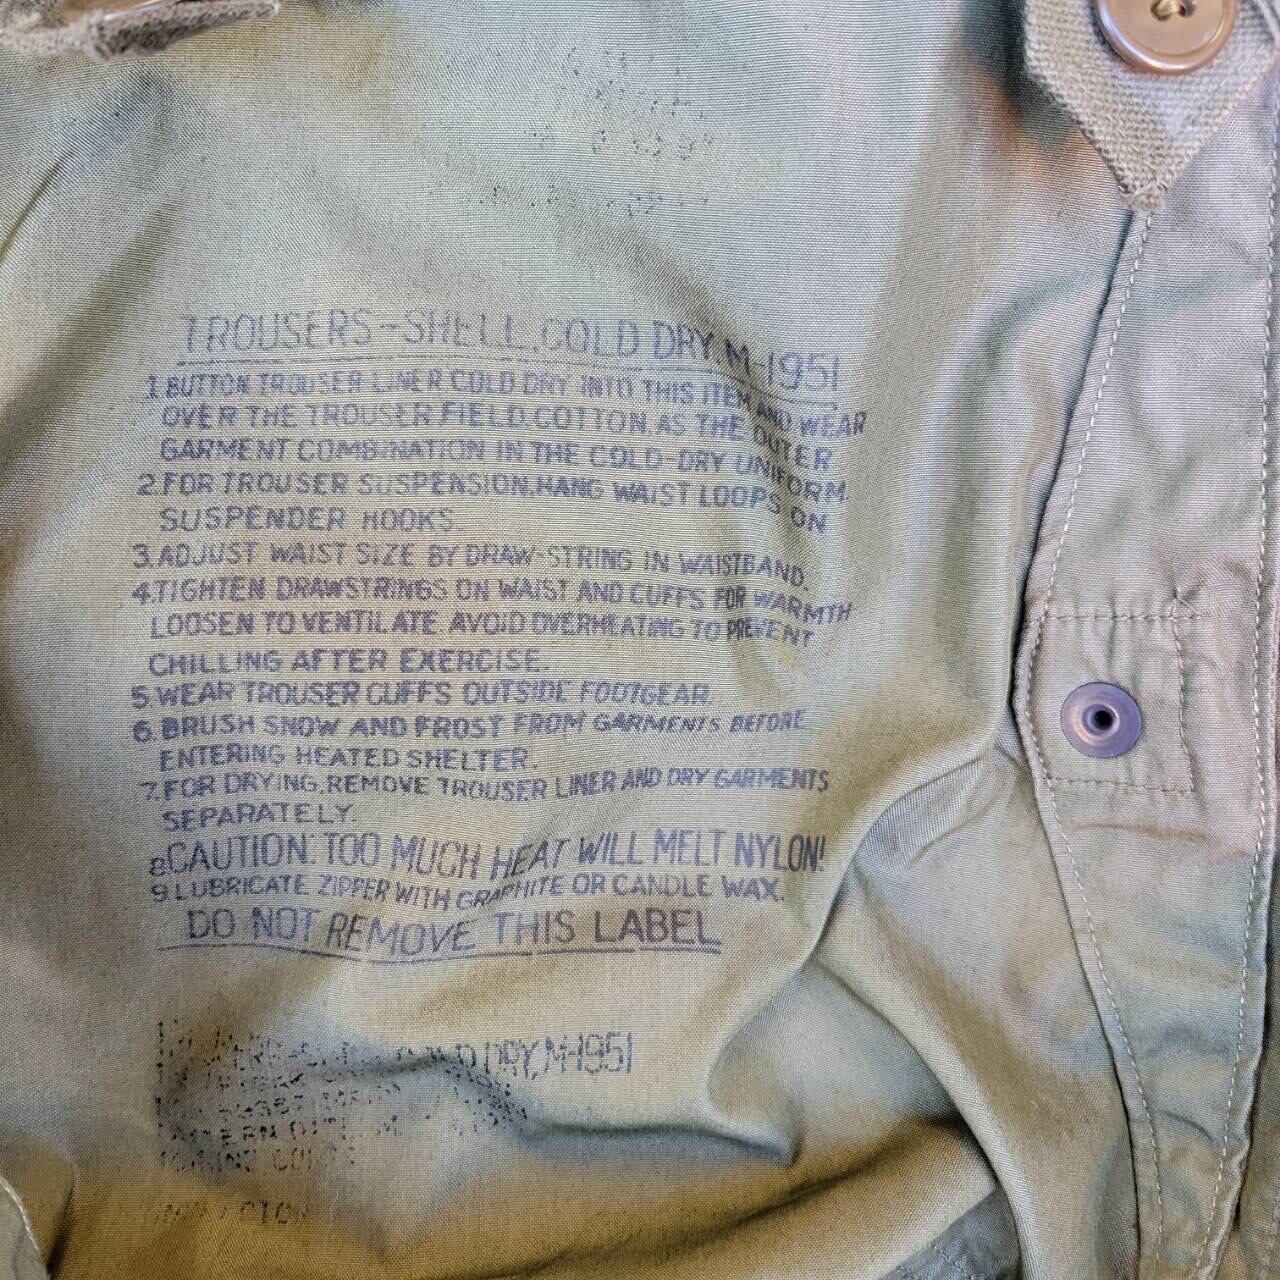 TROUSERS-SHELL, COLD DRY, M-1951
1. BUTTON TROUSER LINER COLD DRY INTO THIS ITEM AND WEAR
OVER THE TROUSER FIELD, COTTON, AS THE OUTER
GARMENT COMBINATION IN THE COLD-DRY UNIFORM.
2. FOR TROUSER SUSPENSION, HANG WAIST LOOPS ON
SUSPENDER HOOKS.
3. ADJUST WAIST SIZE BY DRAW-STRING IN WAISTBAND.
4. TIGHTEN DRAWSTRINGS ON WAIST AND CUFFS FOR WARMTH
LOOSEN TO VENTILATE. AVOID OVERHEATING TO PREVENT
CHILLING AFTER EXERCISE.
5. WEAR TROUSER CUFFS OUTSIDE FOOTGEAR.
6. BRUSH SNOW AND FROST FROM GARMENTS BEFORE
ENTERING HEATED SHELTER.
7. FOR DRYING, REMOVE TROUSER LINER AND DRY GARMENTS
SEPARATELY.
8. CAUTION: TOO MUCH HEAT WILL MELT NYLON!
9. LUBRICATE ZIPPER WITH GRAPHITE OR CANDLE WAX.
DO NOT REMOVE THIS LABEL
COLD DRY, M-1951